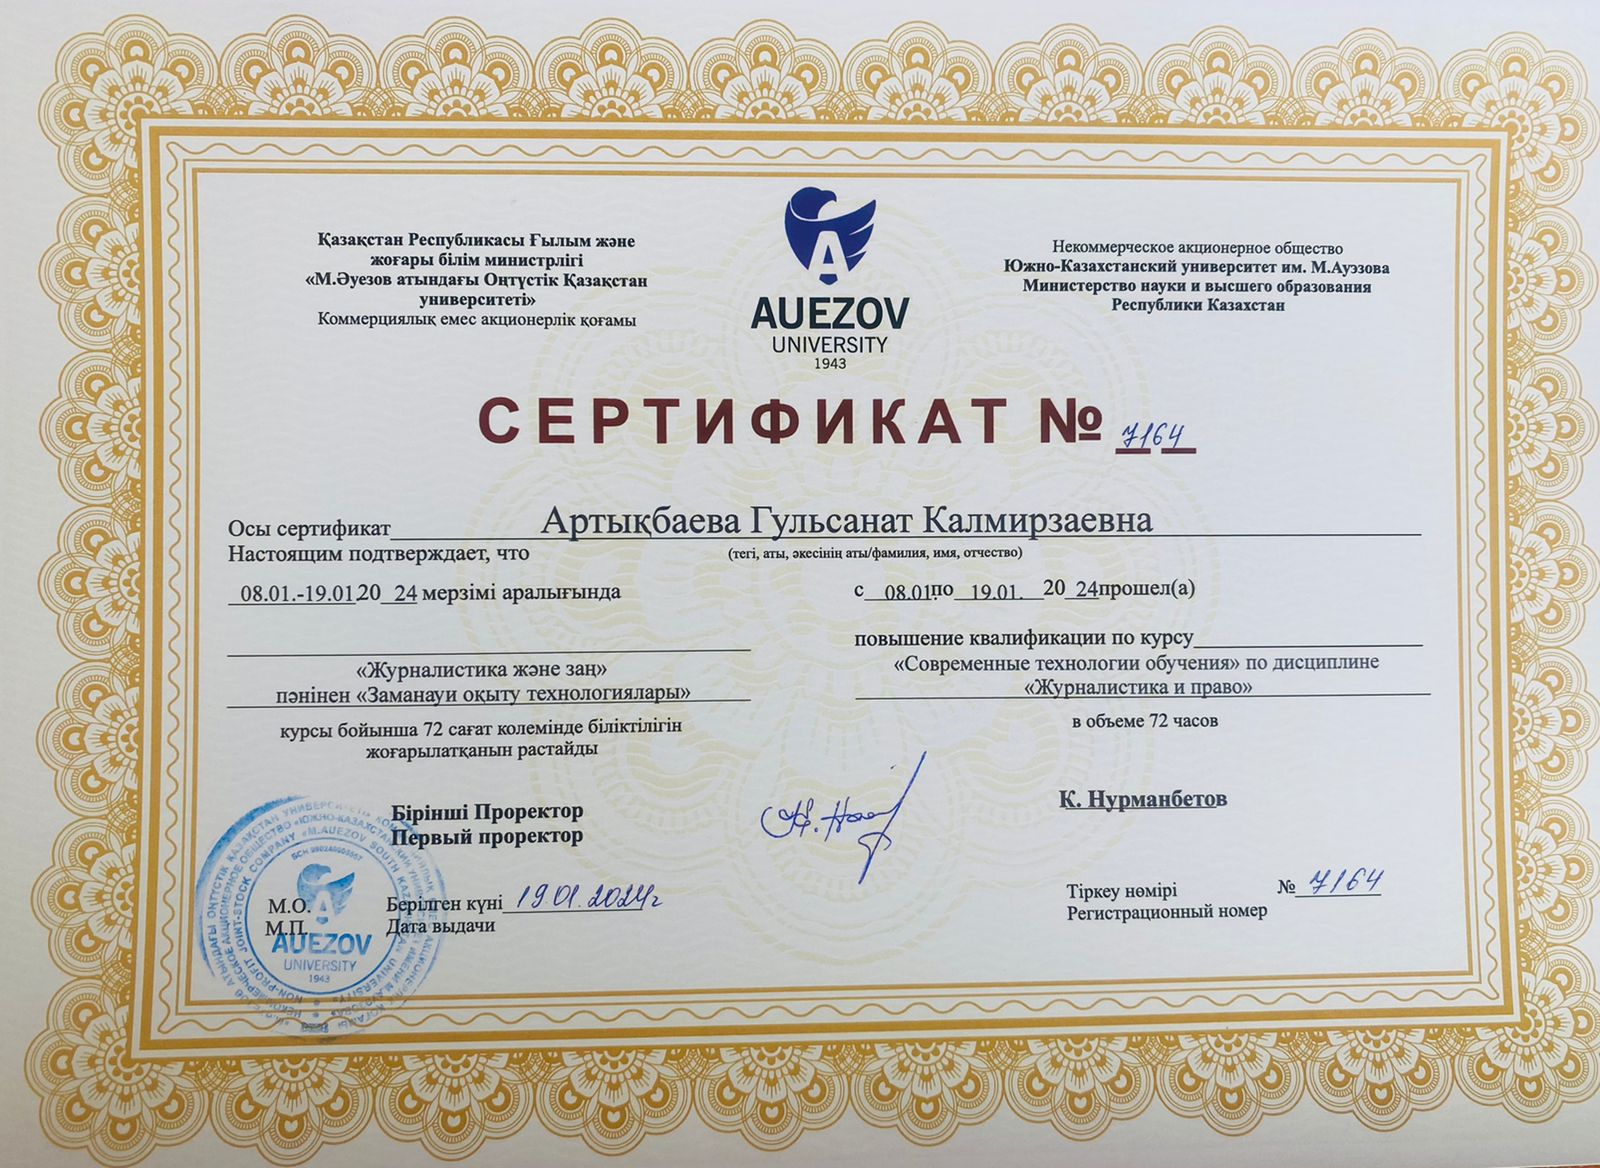 Қазақстан Республикасы Ғылым және
жоғары білім министрлігі
«М.Әуезов атындағы Оңтүстік Қазақстан
университеті»
Коммерциялық емес акционерлік қоғамы
AUEZOV
UNIVERSITY
1943
Некоммерческое акционерное общество
Южно-Казахстанский университет им. М.Ауэзова
Министерство науки и высшего образования
Республики Казахстан
СЕРТИФИКАТ № 7164
Осы сертификат Артықбаева Гульсанат Калмирзаевна
Настоящим подтверждает, что (тегі, аты, әкесінің аты/фамилия, имя, отчество)
08.01.-19.01.20 24 мерзімі аралығында
«Журналистика және заң»
пәнінен «Заманауи оқыту технологиялары»
курсы бойынша 72 сағат колемінде біліктілігін
жоғарылатқанын растайды
с 08.01 по 19.01. 20 24 прошел(а)
повышение квалификации по курсу
«Современные технологии обучения» по дисциплине
«Журналистика и право»
в объеме 72 часов
Бірінші Проректор
Первый проректор
К. Нурманбетов
М.О.
М.П.
Берілген күні 19.01.2024г
Дата выдачи
Тіркеу нөмірі № 7164
Регистрационный номер
AUEZOV
UNIVERSITY
1943